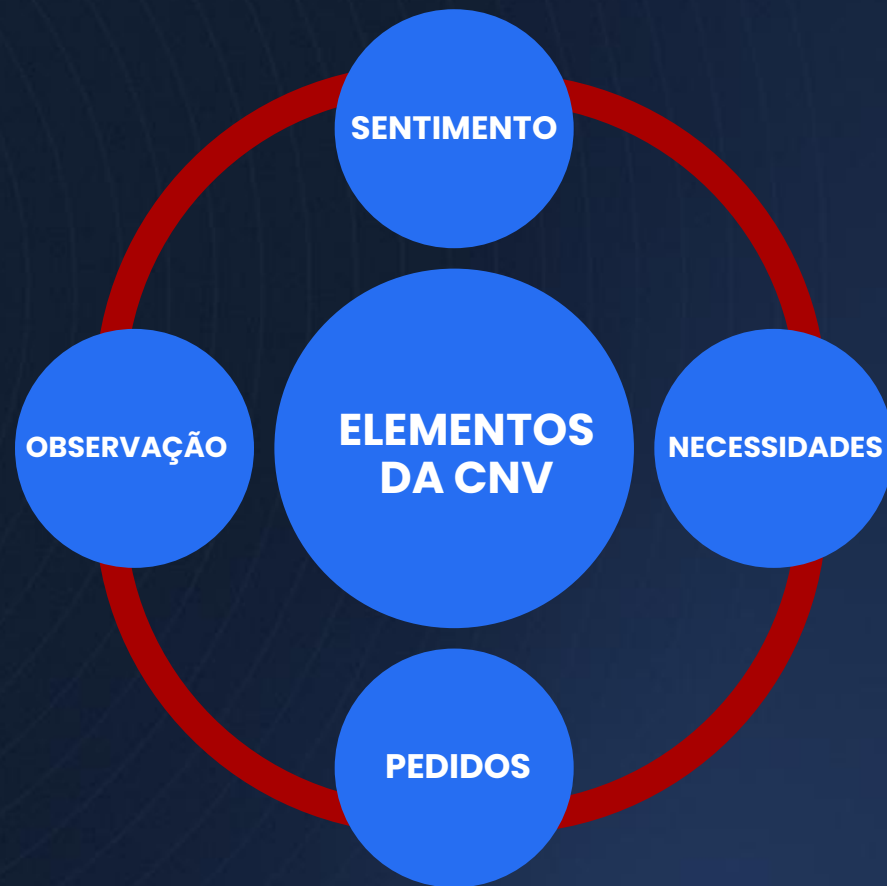 SENTIMENTO
OBSERVAÇÃO
ELEMENTOS
DA CNV
NECESSIDADES
PEDIDOS